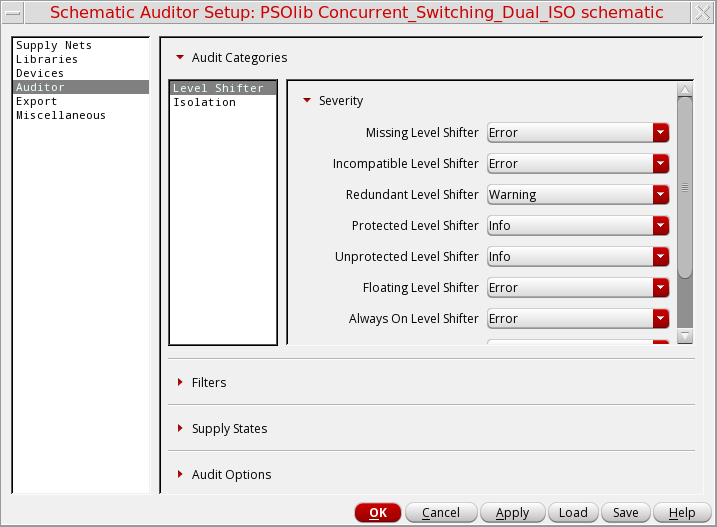 Schematic Auditor Setup: PSOlib Concurrent_Switching_Dual_ISO schematic
Supply Nets
Libraries
Devices
Auditor
Export
Miscellaneous
Audit Categories
Level Shifter
Isolation
Severity
Missing Level Shifter Error
Incompatible Level Shifter Error
Redundant Level Shifter Warning
Protected Level Shifter Info
Unprotected Level Shifter Info
Floating Level Shifter Error
Always On Level Shifter Error
Filters
Supply States
Audit Options
OK Cancel Apply Load Save Help